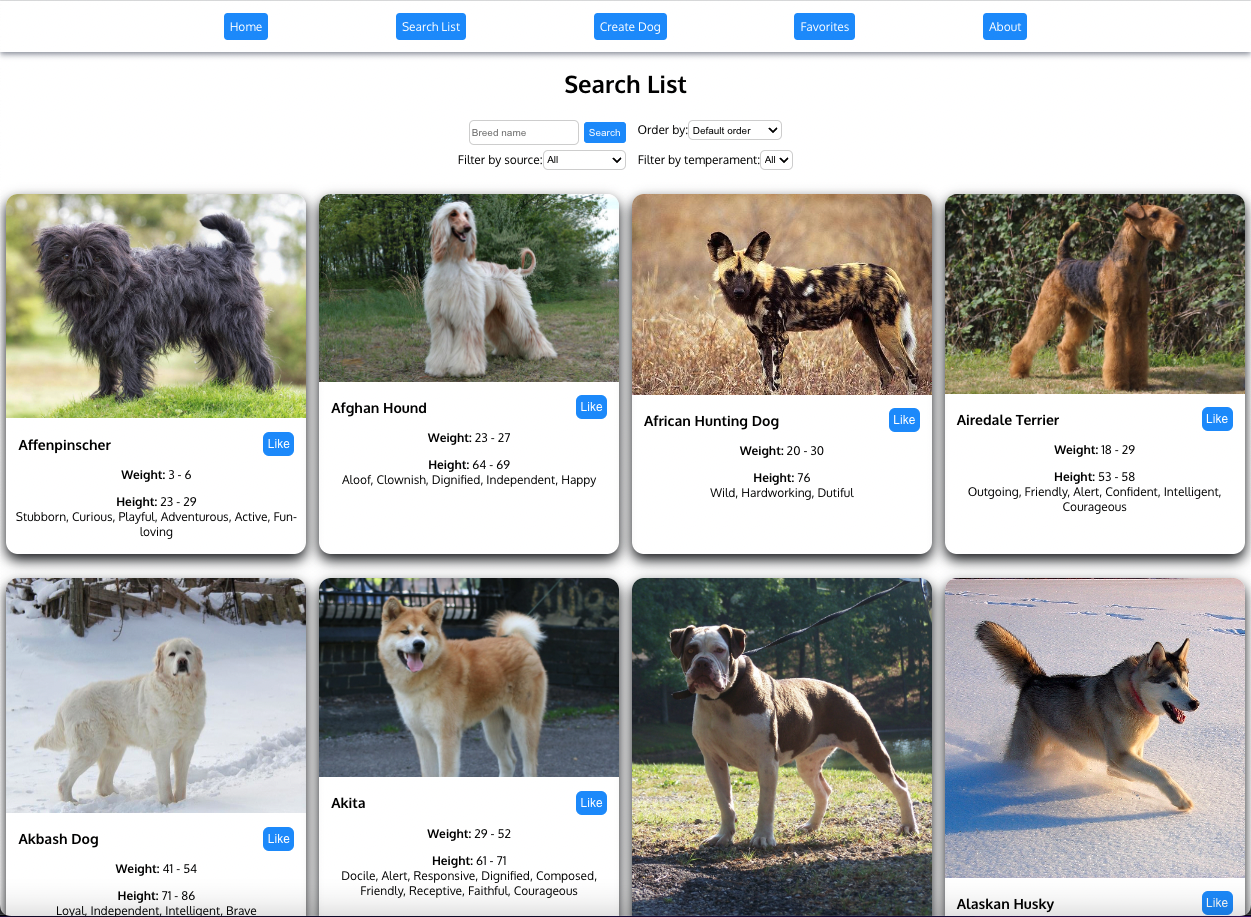 Home
Search List
Create Dog
Favorites
About
Search List
Breed name
Search
Order by:
Default order
Filter by source:
All
Filter by temperament:
All
Affenpinscher
Like
Weight: 3 - 6
Height: 23 - 29
Stubborn, Curious, Playful, Adventurous, Active, Fun-
loving
Afghan Hound
Like
Weight: 23 - 27
Height: 64 - 69
Aloof, Clownish, Dignified, Independent, Happy
African Hunting Dog
Like
Weight: 20 - 30
Height: 76
Wild, Hardworking, Dutiful
Airedale Terrier
Like
Weight: 18 - 29
Height: 53 - 58
Outgoing, Friendly, Alert, Confident, Intelligent,
Courageous
Akbash Dog
Like
Weight: 41 - 54
Height: 71 - 86
Loyal, Independent, Intelligent, Brave
Akita
Like
Weight: 29 - 52
Height: 61 - 71
Docile, Alert, Responsive, Dignified, Composed,
Friendly, Receptive, Faithful, Courageous
Alaskan Husky
Like